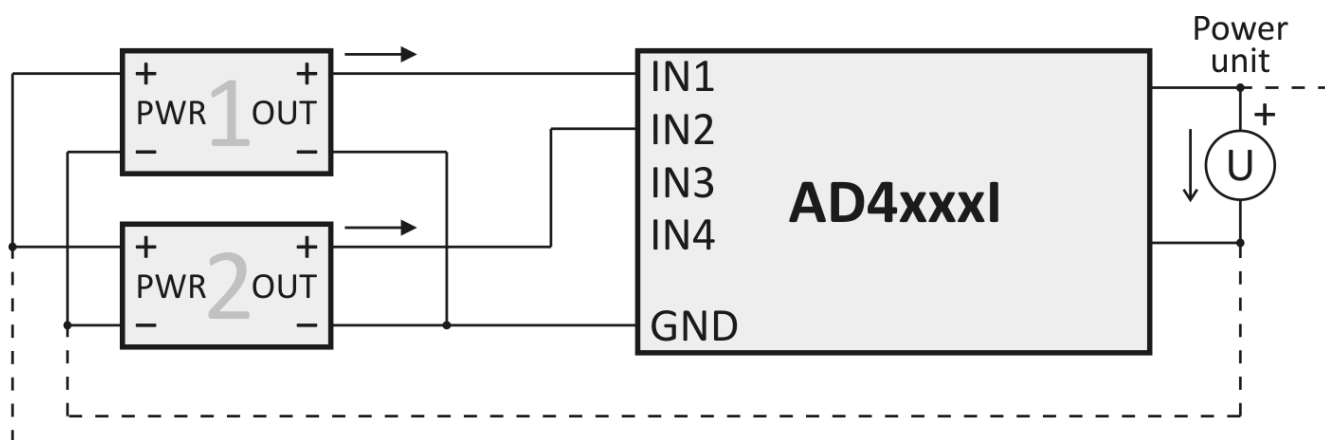 Power
unit
+ +
PWR 1 OUT
− −
+ +
PWR 2 OUT
− −
IN1
IN2
IN3
IN4
GND
AD4xxxI
+
U